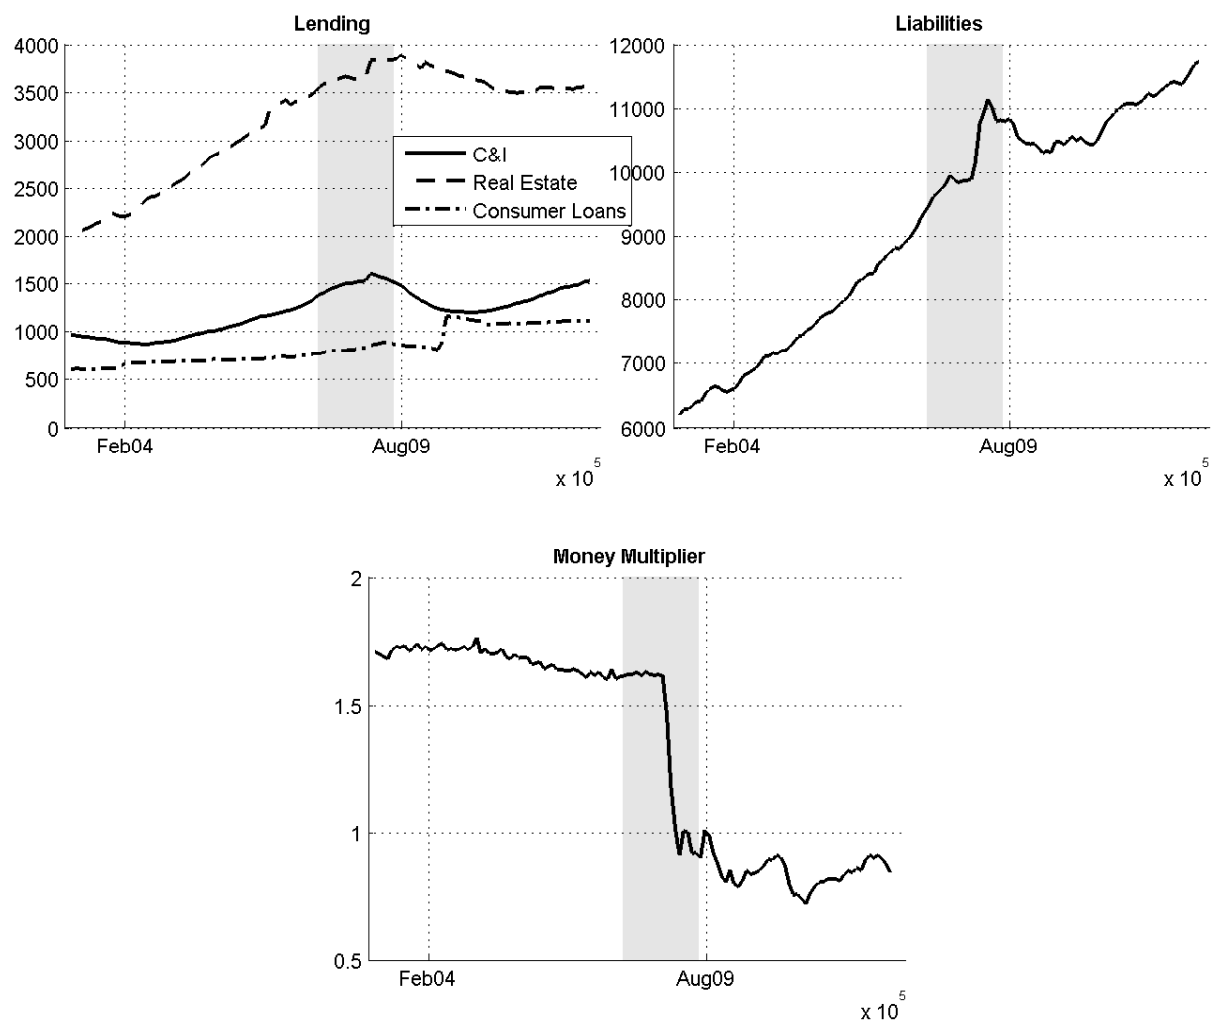 Lending
4000
3500
3000
2500
2000
1500
1000
500
0
C&I
Real Estate
Consumer Loans
Feb04
Aug09
x 10^5
Liabilities
12000
11000
10000
9000
8000
7000
6000
Feb04
Aug09
x 10^5
Money Multiplier
2
1.5
1
0.5
Feb04
Aug09
x 10^5